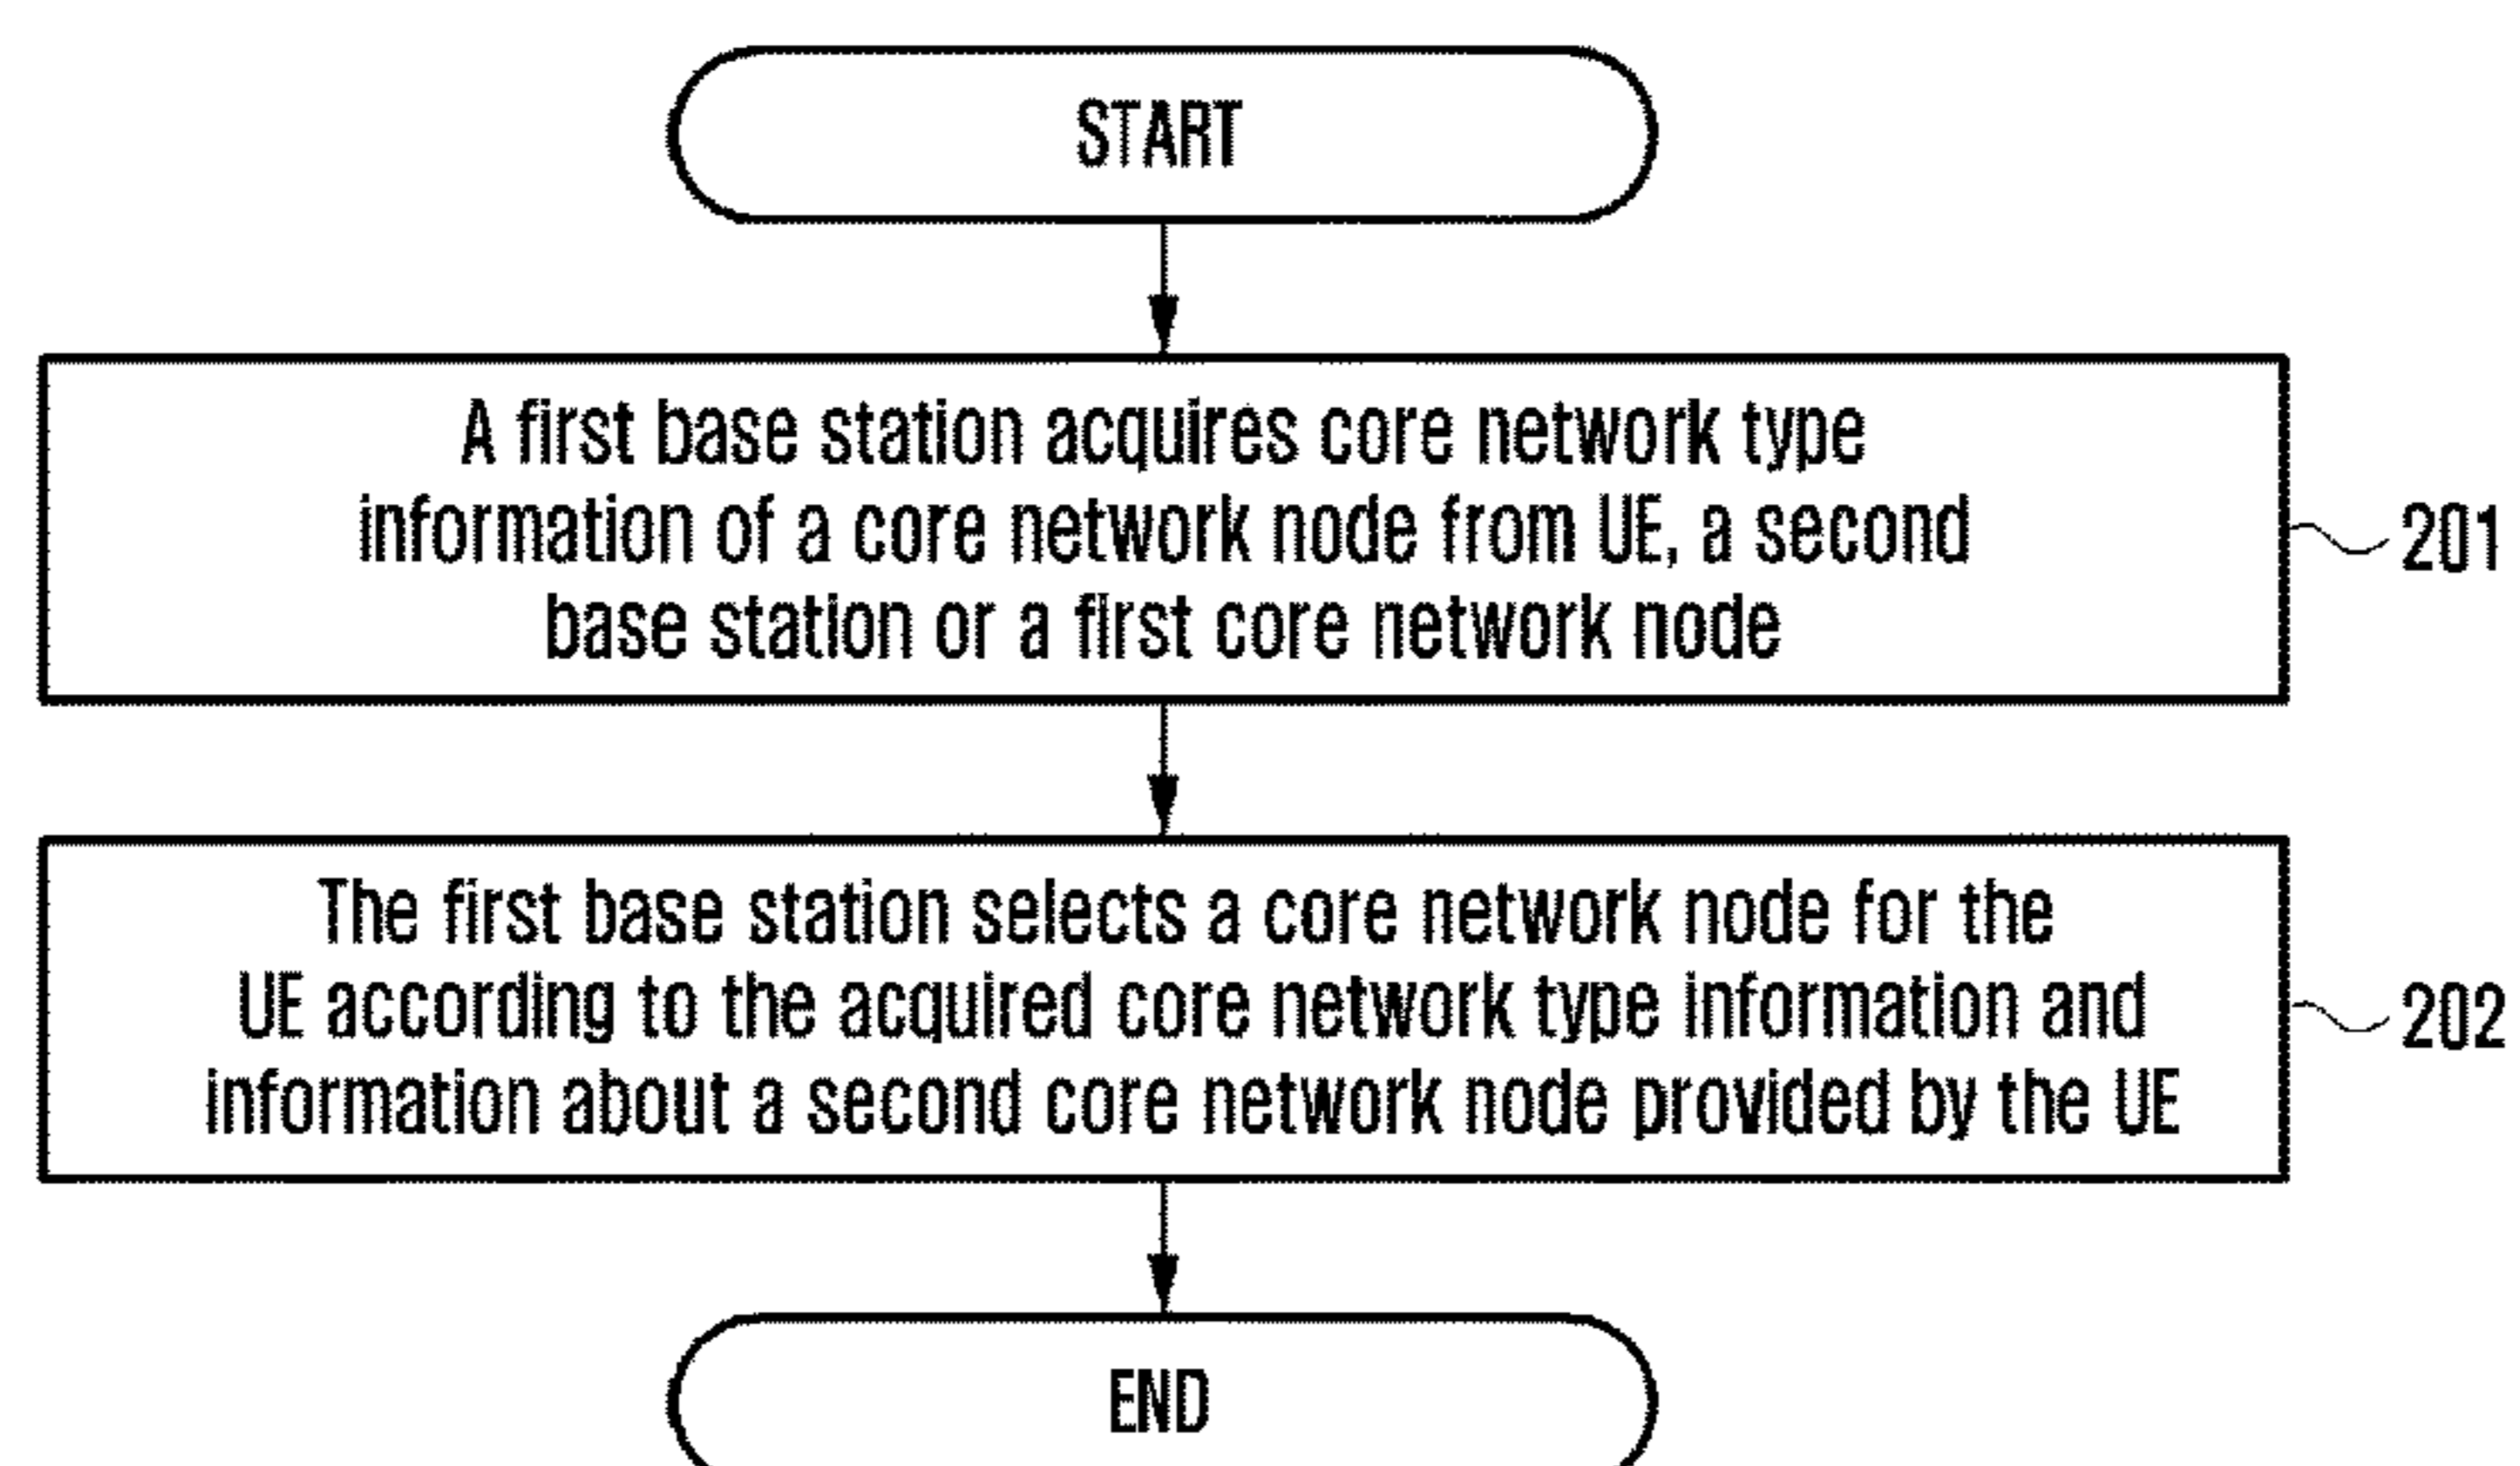 START
A first base station acquires core network type
information of a core network node from UE, a second
base station or a first core network node
201
The first base station selects a core network node for the
UE according to the acquired core network type information and
information about a second core network node provided by the UE
202
END